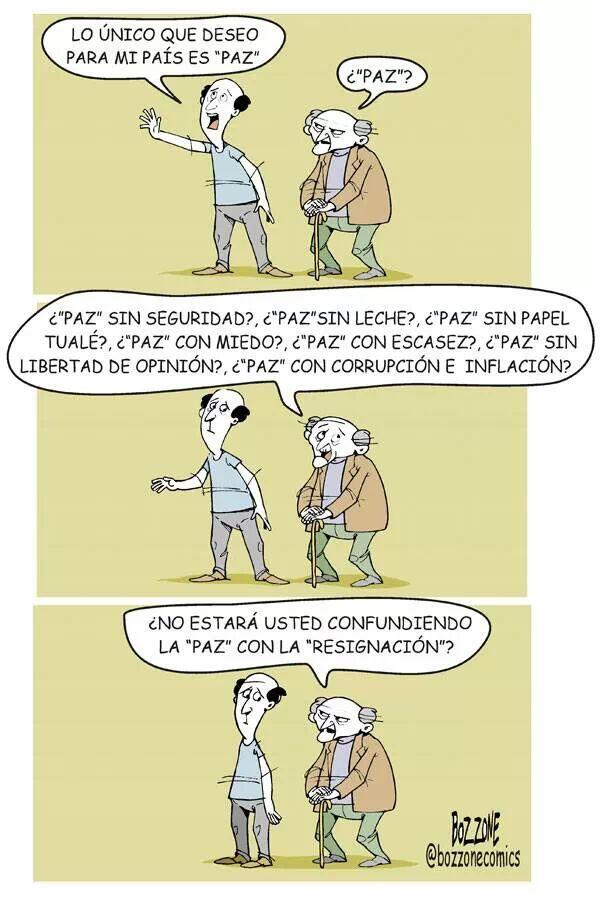 LO ÚNICO QUE DESEO
PARA MI PAÍS ES "PAZ"
¿"PAZ"?
¿"PAZ" SIN SEGURIDAD?, ¿"PAZ"SIN LECHE?, ¿"PAZ" SIN PAPEL
TUALÉ?, ¿"PAZ" CON MIEDO?, ¿"PAZ" CON ESCASEZ?, ¿"PAZ" SIN
LIBERTAD DE OPINIÓN?, ¿"PAZ" CON CORRUPCIÓN E INFLACIÓN?
¿NO ESTARÁ USTED CONFUNDIENDO
LA "PAZ" CON LA "RESIGNACIÓN"?
BOZZONE
@bozzonecomics